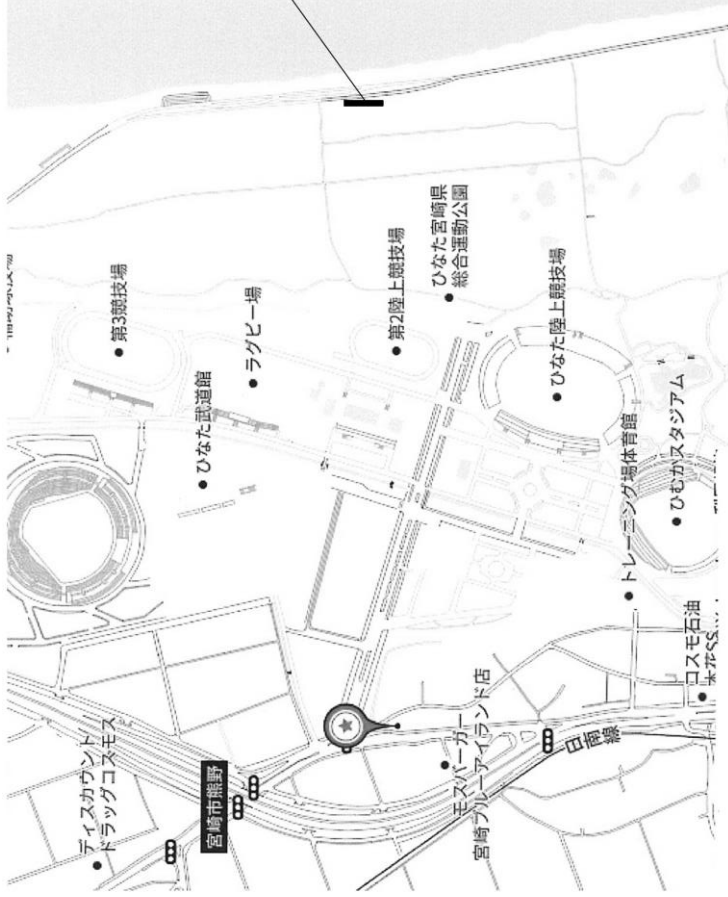 第3競技場
ラグビー場
ひなた武道館
第2陸上競技場
ひなた宮崎県
総合運動公園
ひなた陸上競技場
トレーニング場体育館
ひむかスタジアム
コスモ石油
木花SS
日南線
モスバーガー
宮崎ブルーアイランド店
宮崎市熊野
ディスカウント
ドラッグコスモス